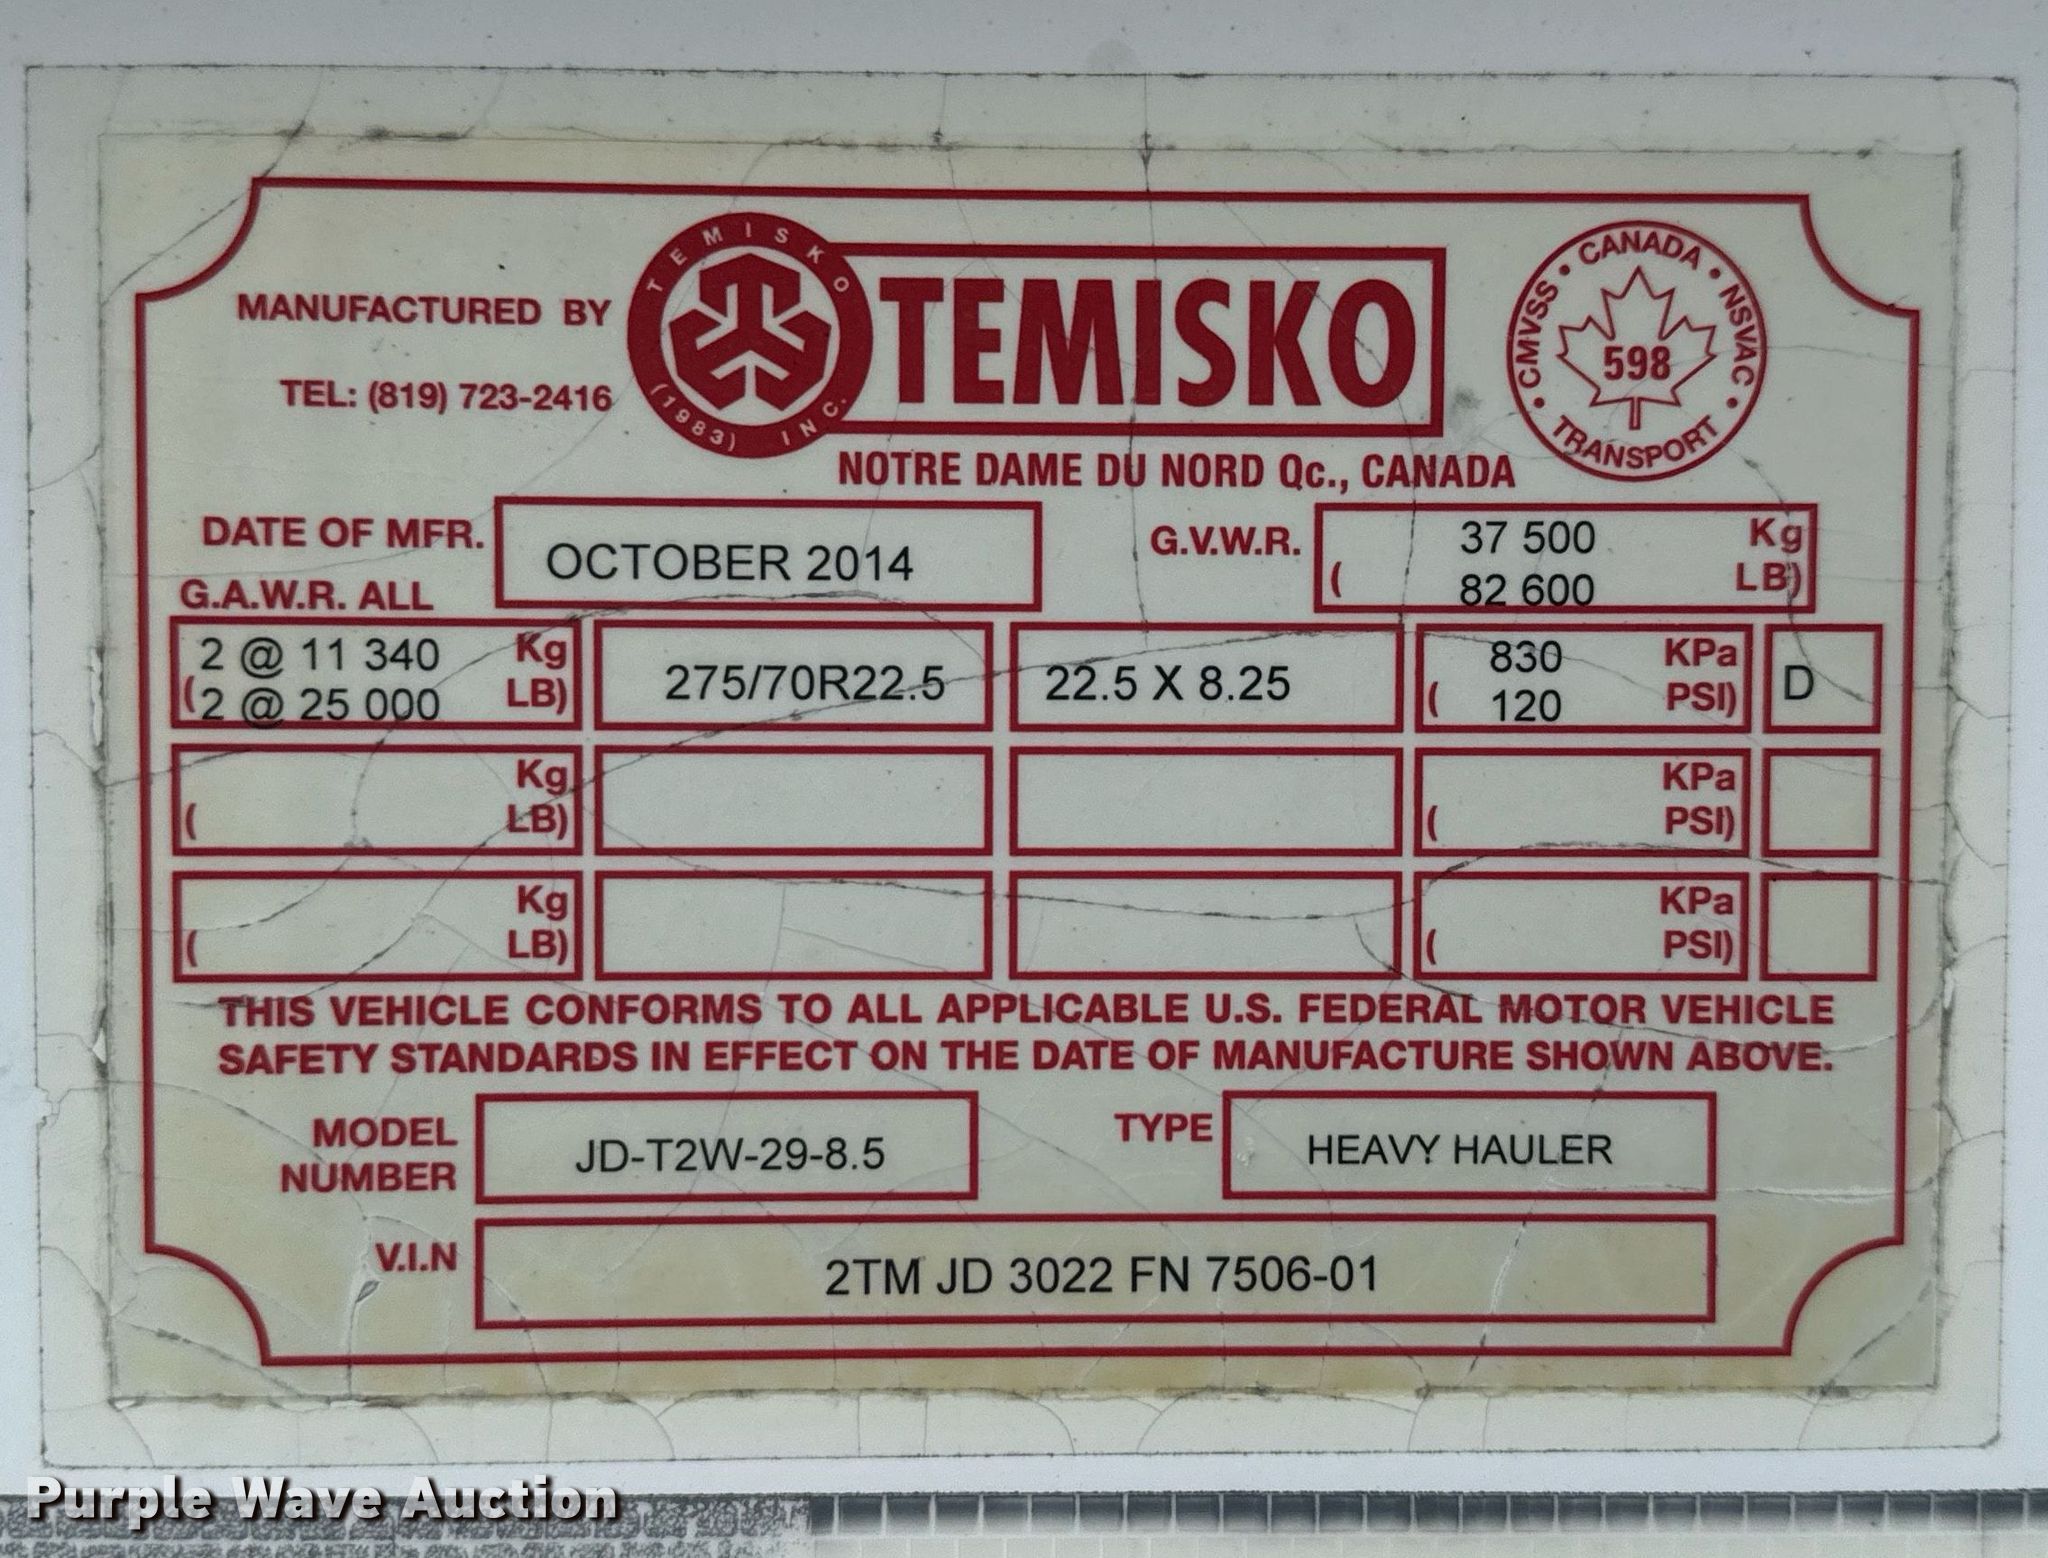 MANUFACTURED BY
TEL: (819) 723-2416
TEMISKO
(1983) INC.
TEMISKO
NOTRE DAME DU NORD Qc., CANADA
CANADA • NSVAC • TRANSPORT • CMVSS •
598
DATE OF MFR. OCTOBER 2014
G.V.W.R. 37 500 Kg
( 82 600 LB)
G.A.W.R. ALL
2 @ 11 340 Kg 275/70R22.5 22.5 X 8.25 830 KPa D
(2 @ 25 000 LB) ( 120 PSI)
Kg KPa
( LB) ( PSI)
Kg KPa
( LB) ( PSI)
THIS VEHICLE CONFORMS TO ALL APPLICABLE U.S. FEDERAL MOTOR VEHICLE
SAFETY STANDARDS IN EFFECT ON THE DATE OF MANUFACTURE SHOWN ABOVE.
MODEL
NUMBER JD-T2W-29-8.5
TYPE HEAVY HAULER
V.I.N 2TM JD 3022 FN 7506-01
Purple Wave Auction